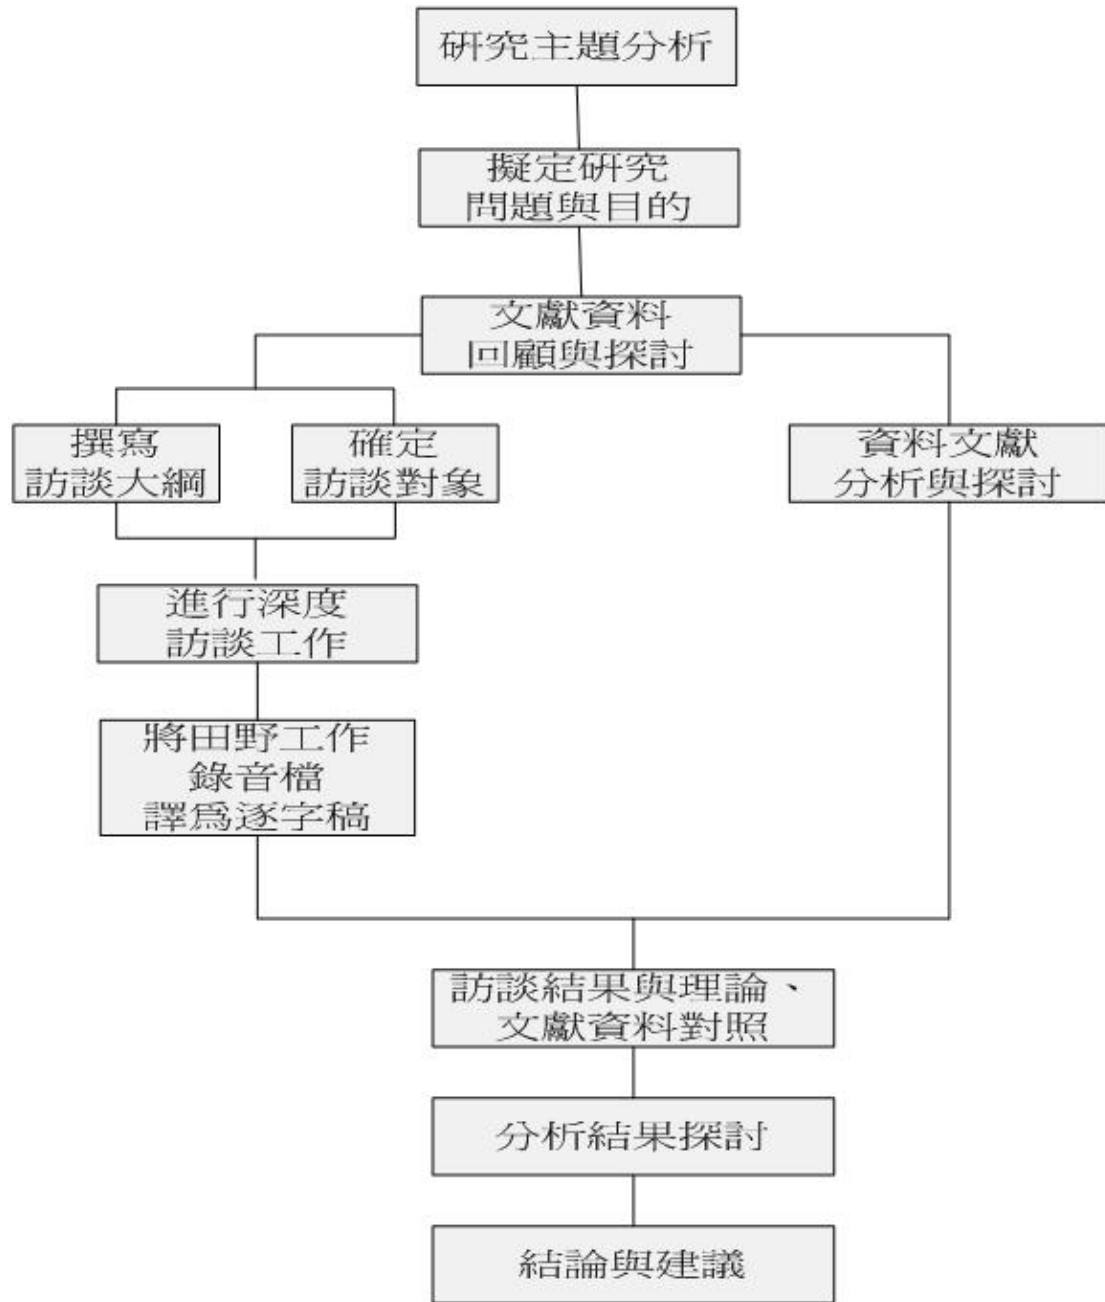 研究主題分析
擬定研究
問題與目的
文獻資料
回顧與探討
撰寫
訪談大綱
確定
訪談對象
資料文獻
分析與探討
進行深度
訪談工作
將田野工作
錄音檔
譯為逐字稿
訪談結果與理論、
文獻資料對照
分析結果探討
結論與建議